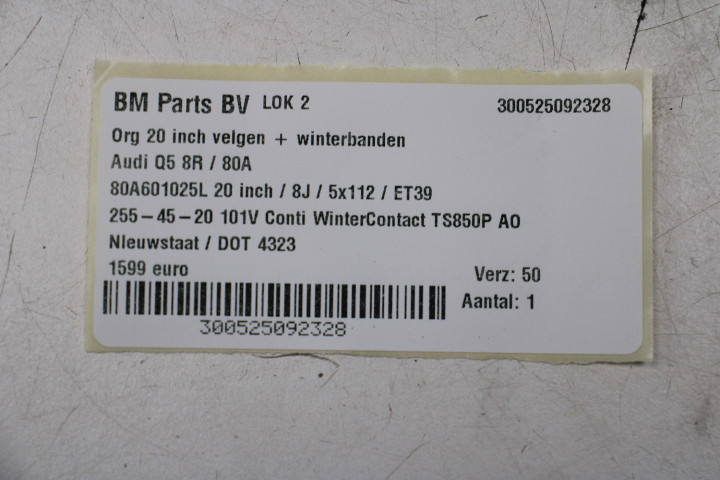 BM Parts BV LOK 2 300525092328
Org 20 inch velgen + winterbanden
Audi Q5 8R / 80A
80A601025L 20 inch / 8J / 5x112 / ET39
255-45-20 101V Conti WinterContact TS850P AO
Nieuwstaat / DOT 4323
1599 euro Verz: 50
Aantal: 1
300525092328